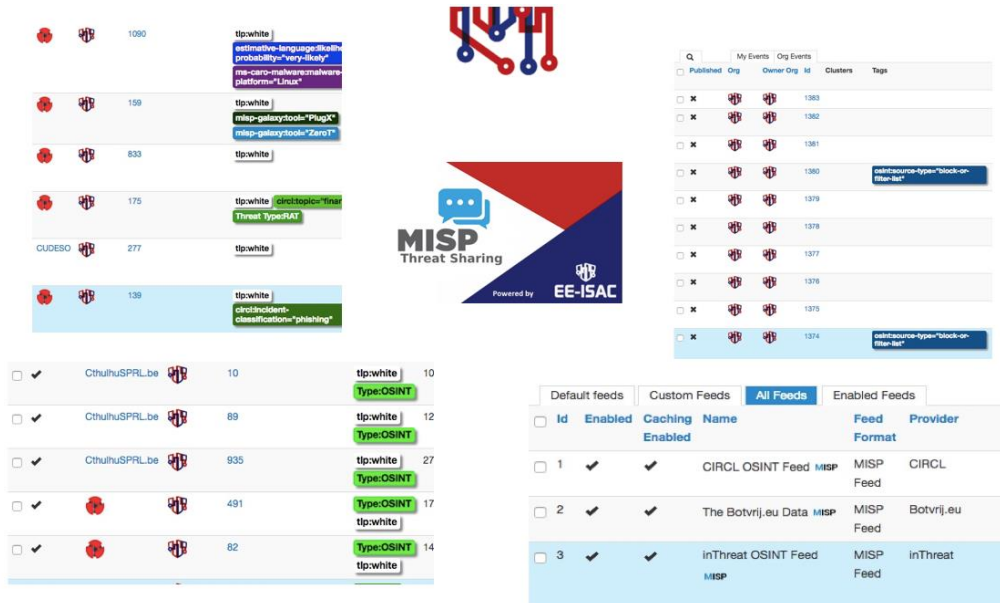 1090 tlp:white
estimative-language:likelihe
probability="very-likely"
ms-caro-malware:malware-
platform="Linux"
159 tlp:white
misp-galaxy:tool="PlugX"
misp-galaxy:tool="ZeroT"
833 tlp:white
175 tlp:white circl:topic="finan
Threat Type:RAT
CUDESO 277 tlp:white
139 tlp:white
circl:incident-
classification="phishing"
MISP
Threat Sharing
Powered by EE-ISAC
My Events Org Events
Published Org Owner Org Id Clusters Tags
1383
1382
1381
1380 osint:source-type="block-or-
filter-list"
1379
1378
1377
1376
1375
1374 osint:source-type="block-or-
filter-list"
CthulhuSPRL.be 10 tlp:white 10
Type:OSINT
CthulhuSPRL.be 89 tlp:white 12
Type:OSINT
CthulhuSPRL.be 935 tlp:white 27
Type:OSINT
491 Type:OSINT 17
tlp:white
82 Type:OSINT 14
tlp:white
Default feeds Custom Feeds All Feeds Enabled Feeds
Id Enabled Caching Name Feed Provider
Enabled Format
1 CIRCL OSINT Feed MISP MISP CIRCL
Feed
2 The Botvrij.eu Data MISP MISP Botvrij.eu
Feed
3 inThreat OSINT Feed MISP inThreat
MISP Feed